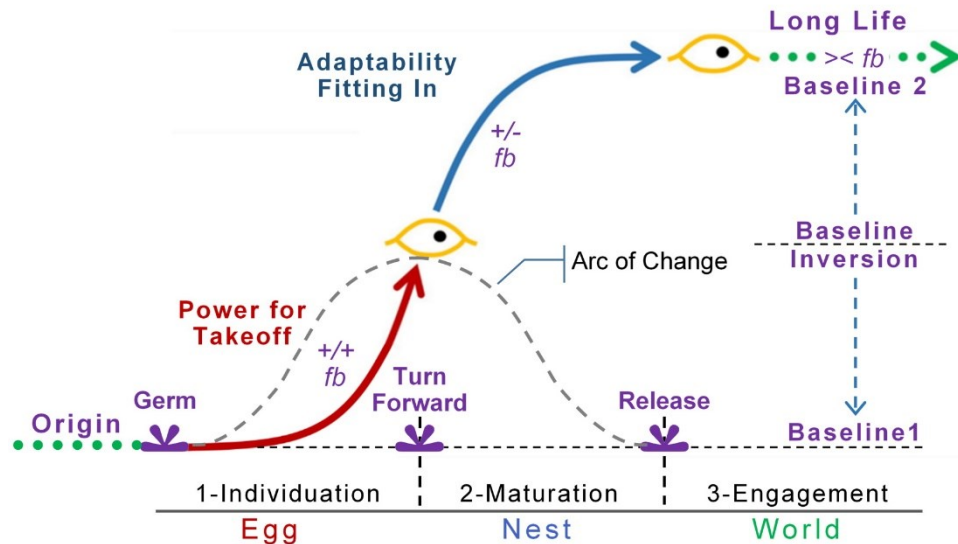 Long Life
>< fb
Baseline 2
Adaptability
Fitting In
+/-
fb
Baseline
Inversion
Arc of Change
Power for
Takeoff
+/+
fb
Turn
Forward
Germ
Release
Origin
Baseline1
1-Individuation
2-Maturation
3-Engagement
Egg
Nest
World